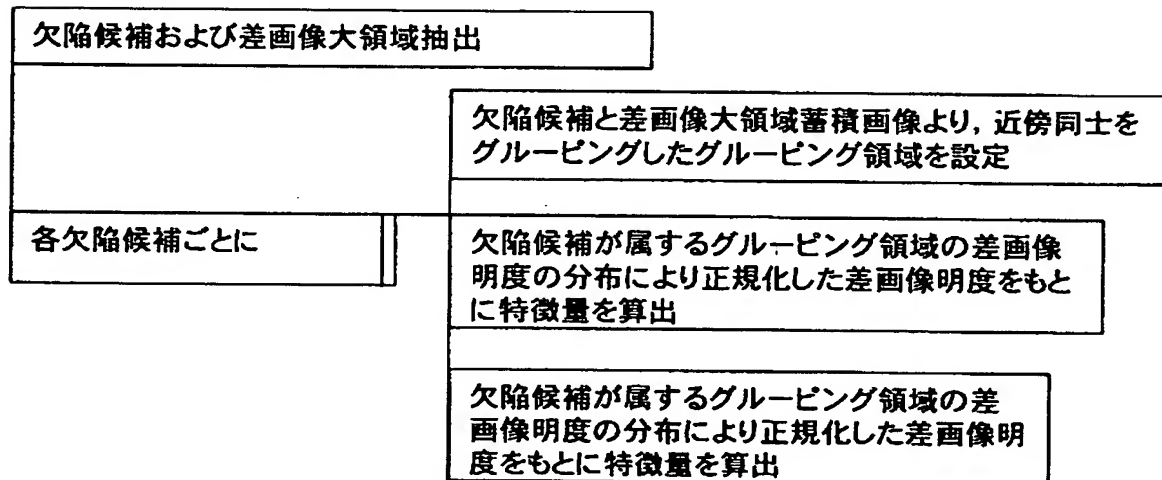 欠陥候補および差画像大領域抽出
欠陥候補と差画像大領域蓄積画像より，近傍同士を
グルーピングしたグルーピング領域を設定
各欠陥候補ごとに
欠陥候補が属するグルーピング領域の差画像
明度の分布により正規化した差画像明度をもと
に特徴量を算出
欠陥候補が属するグルーピング領域の差
画像明度の分布により正規化した差画像明
度をもとに特徴量を算出